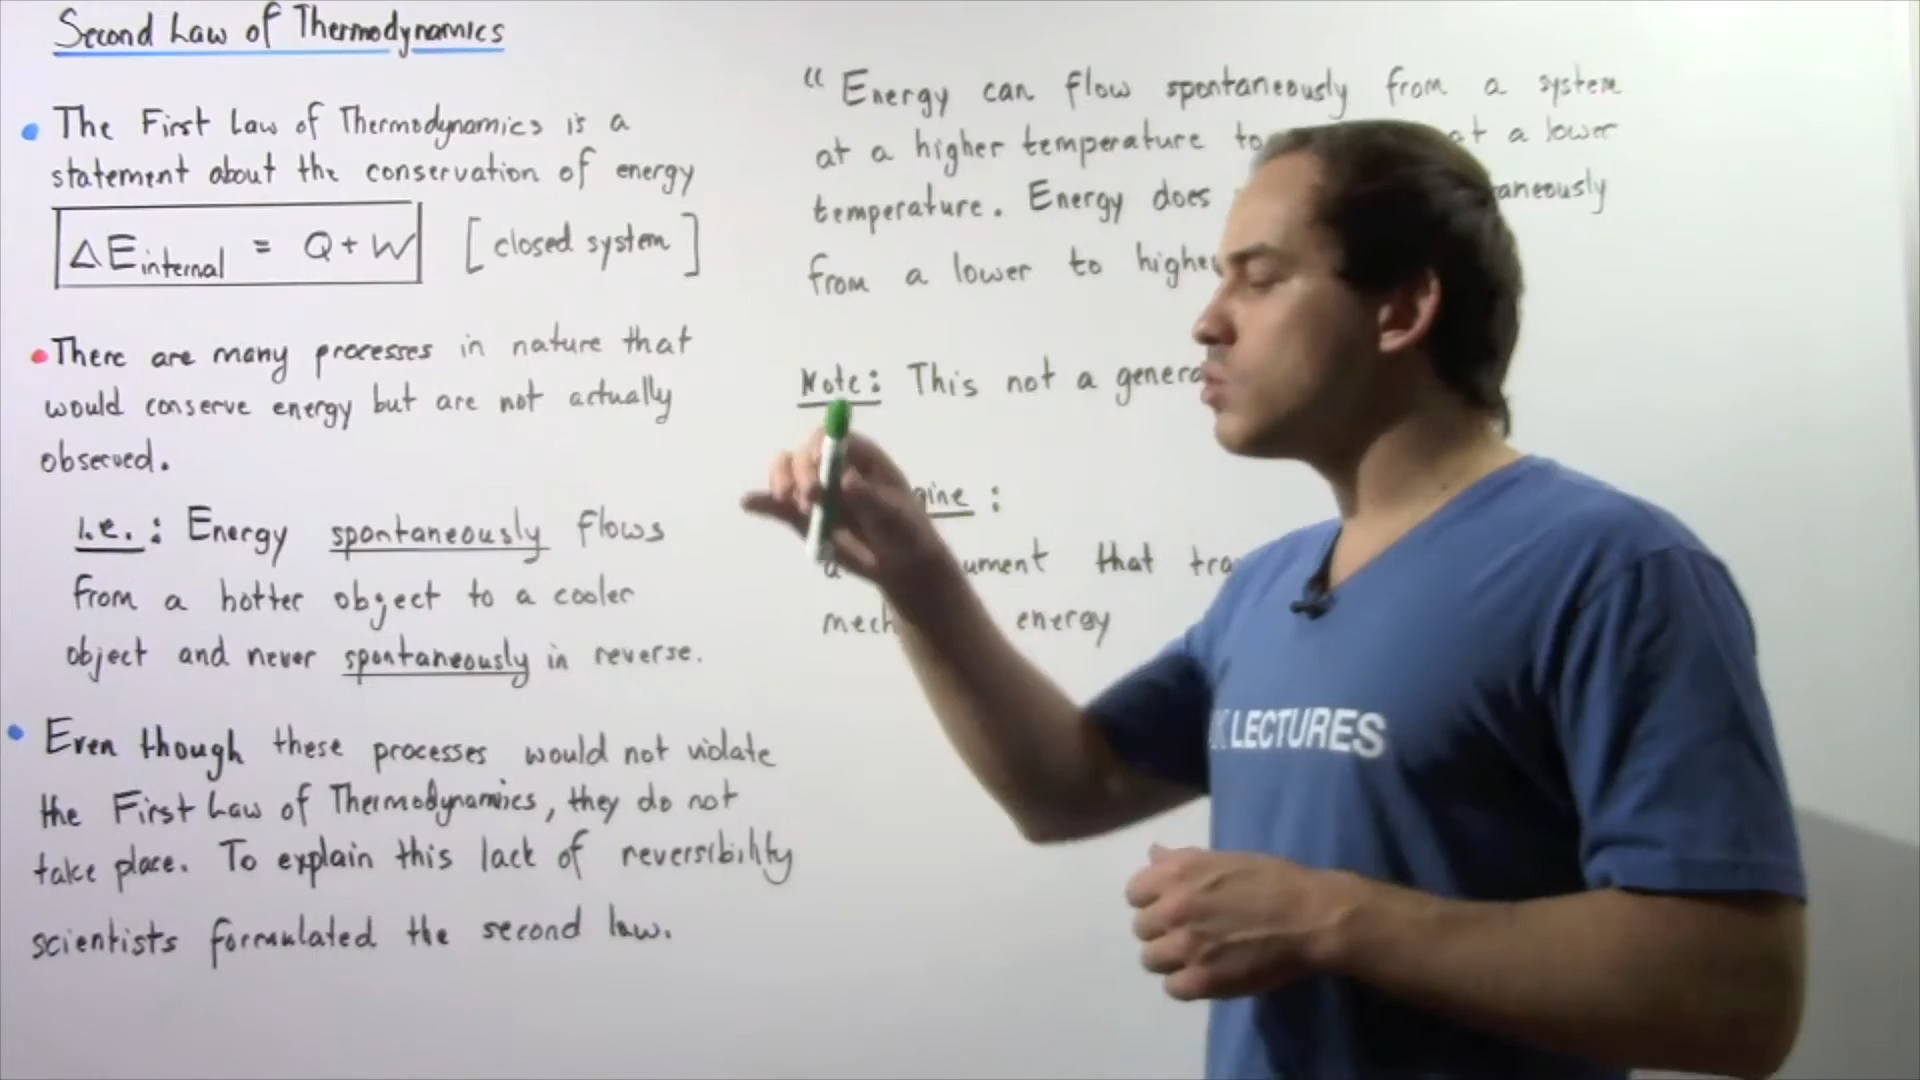 Second Law of Thermodynamics
The First Law of Thermodynamics is a
statement about the conservation of energy
ΔEinternal = Q + W [closed system]
There are many processes in nature that
would conserve energy but are not actually
observed.
i.e.: Energy spontaneously flows
from a hotter object to a cooler
object and never spontaneously in reverse.
Even though these processes would not violate
the First Law of Thermodynamics, they do not
take place. To explain this lack of reversibility
scientists formulated the second law.
" Energy can flow spontaneously from a system
at a higher temperature to at a lower
temperature. Energy does
from a lower to
Note: This not a
:
that
energy
LECTURES